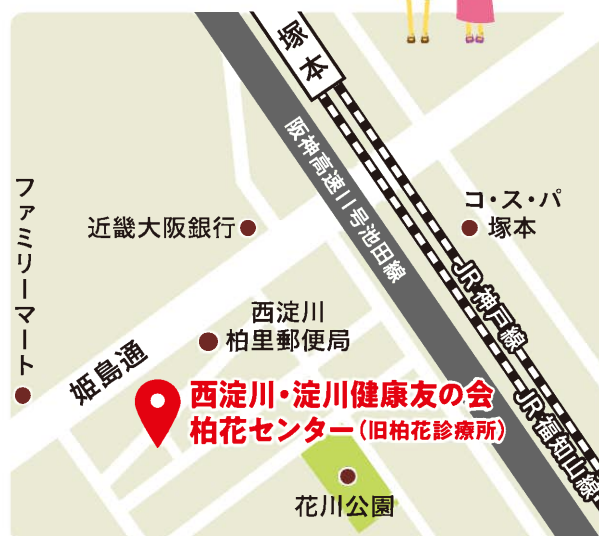 塚本
阪神高速11号池田線
コ・ス・パ
塚本
ファミリーマート
近畿大阪銀行
JR神戸線
西淀川
柏里郵便局
姫島通
西淀川・淀川健康友の会
柏花センター(旧柏花診療所)
JR福知山線
花川公園